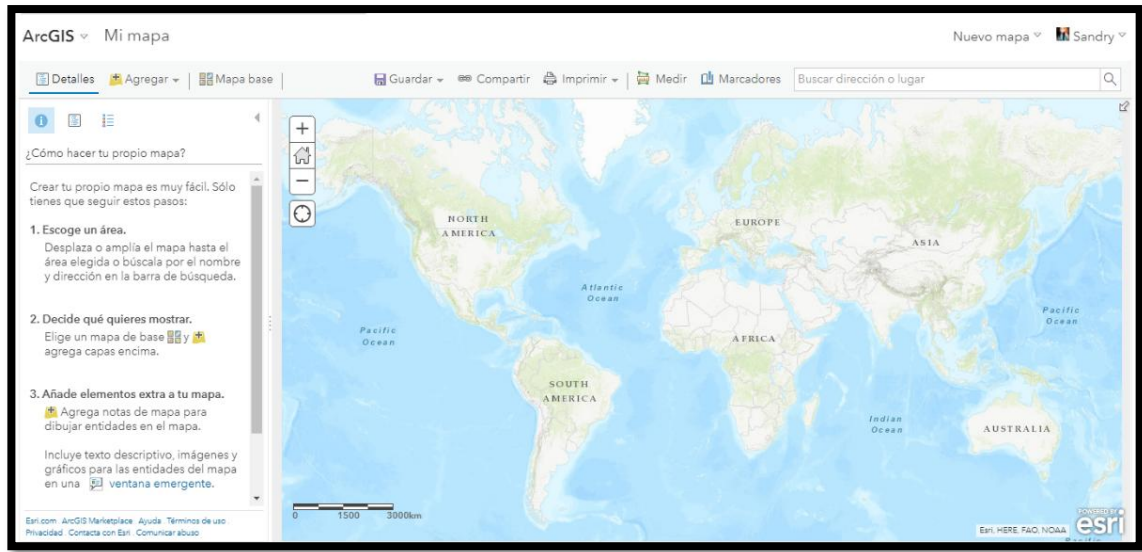 ArcGIS Mi mapa Nuevo mapa Sandry
Detalles Agregar Mapa base Guardar Compartir Imprimir Medir Marcadores Buscar dirección o lugar
¿Cómo hacer tu propio mapa?
Crear tu propio mapa es muy fácil. Sólo
tienes que seguir estos pasos:
1. Escoge un área.
Desplaza o amplía el mapa hasta el
área elegida o búscala por el nombre
y dirección en la barra de búsqueda.
2. Decide qué quieres mostrar.
Elige un mapa de base y
agrega capas encima.
3. Añade elementos extra a tu mapa.
Agrega notas de mapa para
dibujar entidades en el mapa.
Incluye texto descriptivo, imágenes y
gráficos para las entidades del mapa
en una ventana emergente.
Esri.com ArcGIS Marketplace Ayuda Términos de uso
Privacidad Contacta con Esri Comunicar abuso
NORTH
AMERICA
EUROPE
ASIA
Atlantic
Ocean
Pacific
Ocean
Pacific
Ocean
AFRICA
SOUTH
AMERICA
Indian
Ocean
AUSTRALIA
0 1500 3000km
Esri, HERE, FAO, NOAA
POWERED BY
esri